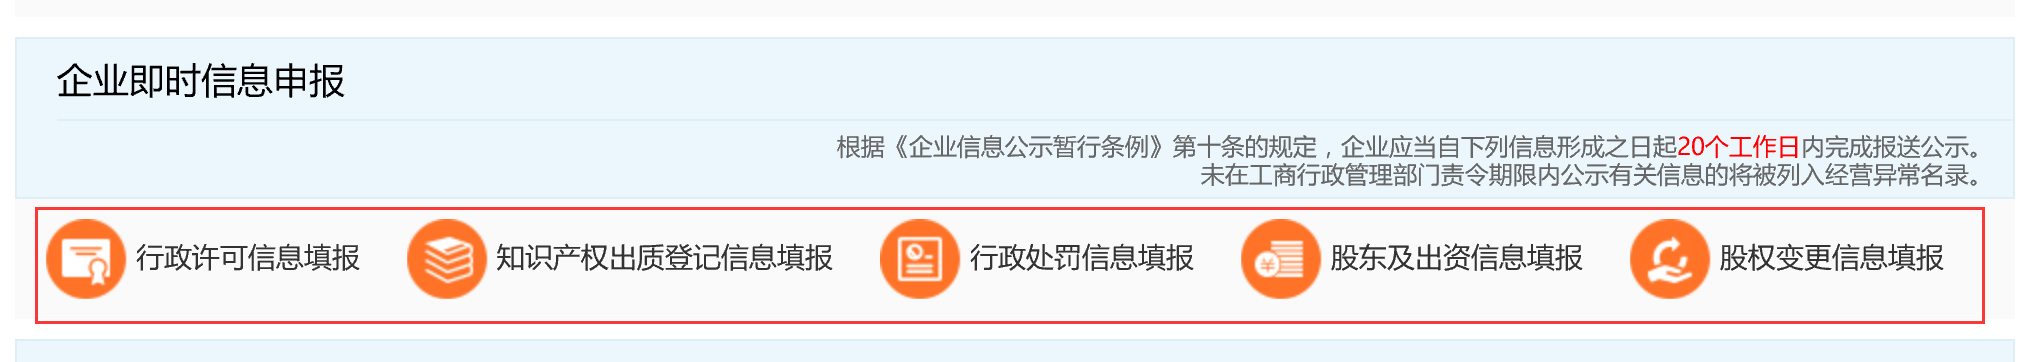 企业即时信息申报
根据《企业信息公示暂行条例》第十条的规定，企业应当自下列信息形成之日起20个工作日内完成报送公示。
未在工商行政管理部门责令期限内公示有关信息的将被列入经营异常名录。
行政许可信息填报 知识产权出质登记信息填报 行政处罚信息填报 股东及出资信息填报 股权变更信息填报